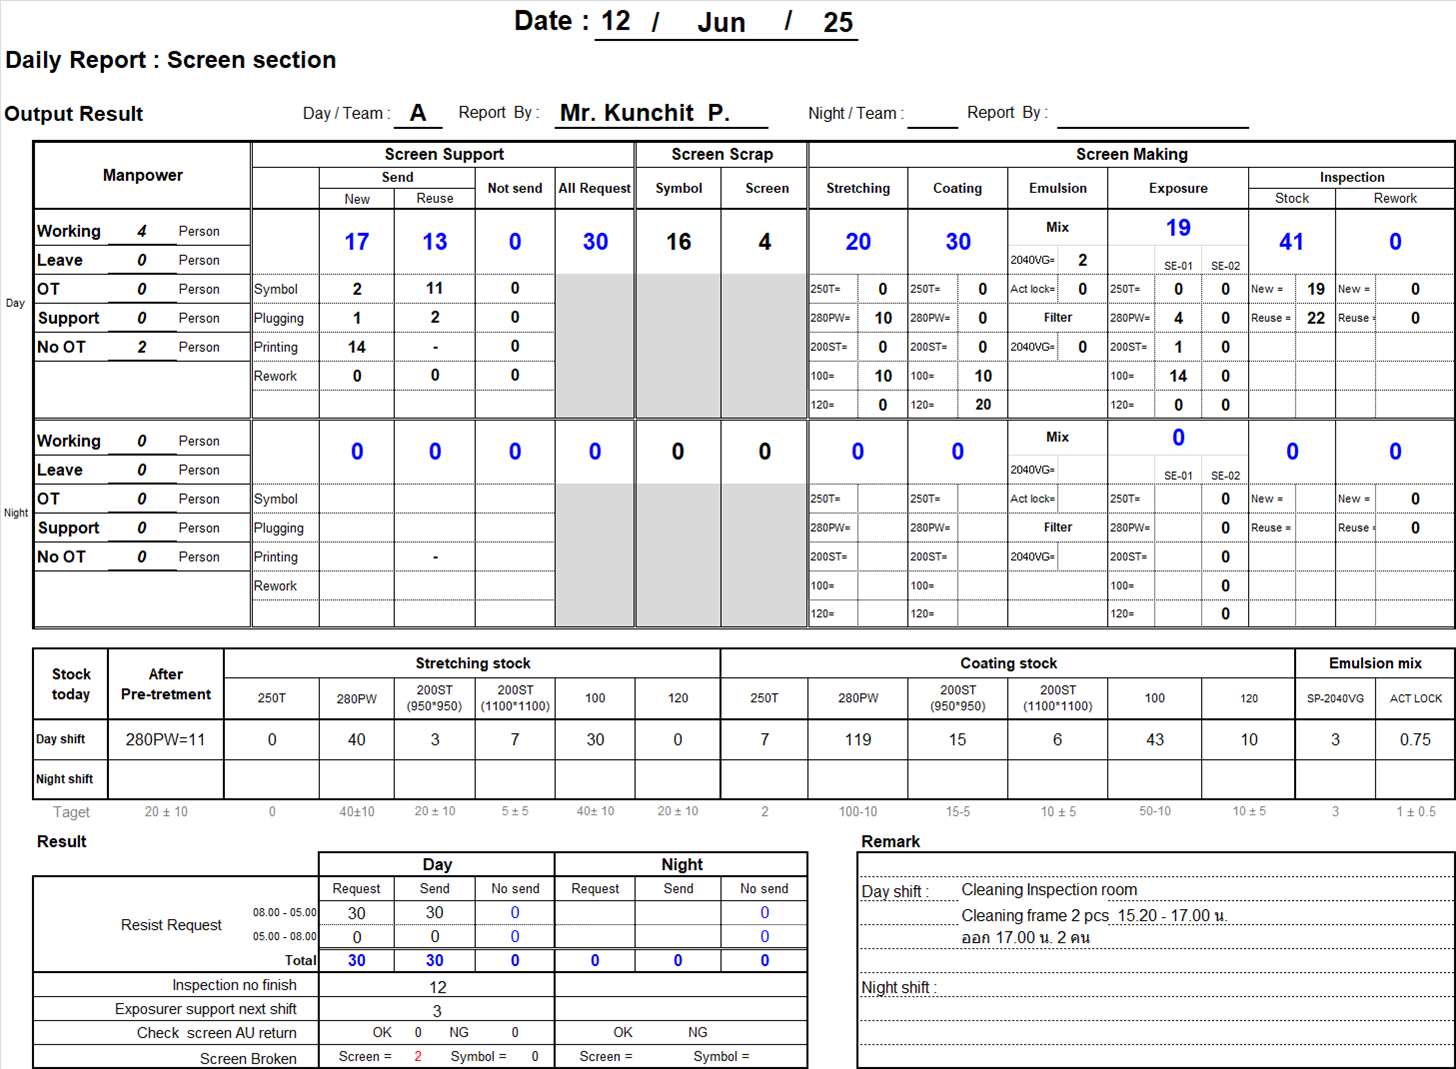 Date : 12 / Jun / 25
Daily Report : Screen section
Output Result Day / Team : A Report By : Mr. Kunchit P. Night / Team : Report By :
Manpower Screen Support Screen Scrap Screen Making
Send Not send All Request Symbol Screen Stretching Coating Emulsion Exposure Inspection
New Reuse Stock Rework
Day
Working 4 Person 17 13 0 30 16 4 20 30 Mix 19 41 0
Leave 0 Person 2040VG= 2 SE-01 SE-02
OT 0 Person Symbol 2 11 0 250T= 0 250T= 0 Act lock= 0 250T= 0 0 New = 19 New = 0
Support 0 Person Plugging 1 2 0 280PW= 10 280PW= 0 Filter 280PW= 4 0 Reuse = 22 Reuse = 0
No OT 2 Person Printing 14 - 0 200ST= 0 200ST= 0 2040VG= 0 200ST= 1 0
Rework 0 0 0 100= 10 100= 10 100= 14 0
120= 0 120= 20 120= 0 0
Night
Working 0 Person 0 0 0 0 0 0 0 0 Mix 0 0 0
Leave 0 Person 2040VG= SE-01 SE-02
OT 0 Person Symbol 250T= 250T= Act lock= 250T= 0 New = New = 0
Support 0 Person Plugging 280PW= 280PW= Filter 280PW= 0 Reuse = Reuse = 0
No OT 0 Person Printing - 200ST= 200ST= 2040VG= 200ST= 0
Rework 100= 100= 100= 0
120= 120= 120= 0
Stock today After Pre-tretment Stretching stock Coating stock Emulsion mix
250T 280PW 200ST (950*950) 200ST (1100*1100) 100 120 250T 280PW 200ST (950*950) 200ST (1100*1100) 100 120 SP-2040VG ACT LOCK
Day shift 280PW=11 0 40 3 7 30 0 7 119 15 6 43 10 3 0.75
Night shift
Taget 20 ± 10 0 40±10 20 ± 10 5 ± 5 40± 10 20 ± 10 2 100-10 15-5 10 ± 5 50-10 10 ± 5 3 1 ± 0.5
Result
Day Night
Request Send No send Request Send No send
Resist Request
08.00 - 05.00 30 30 0 0
05.00 - 08.00 0 0 0 0
Total 30 30 0 0 0 0
Inspection no finish 12
Exposurer support next shift 3
Check screen AU return OK 0 NG 0 OK NG
Screen Broken Screen = 2 Symbol = 0 Screen = Symbol =
Remark
Day shift : Cleaning Inspection room
Cleaning frame 2 pcs 15.20 - 17.00 น.
ออก 17.00 น. 2 คน
Night shift :